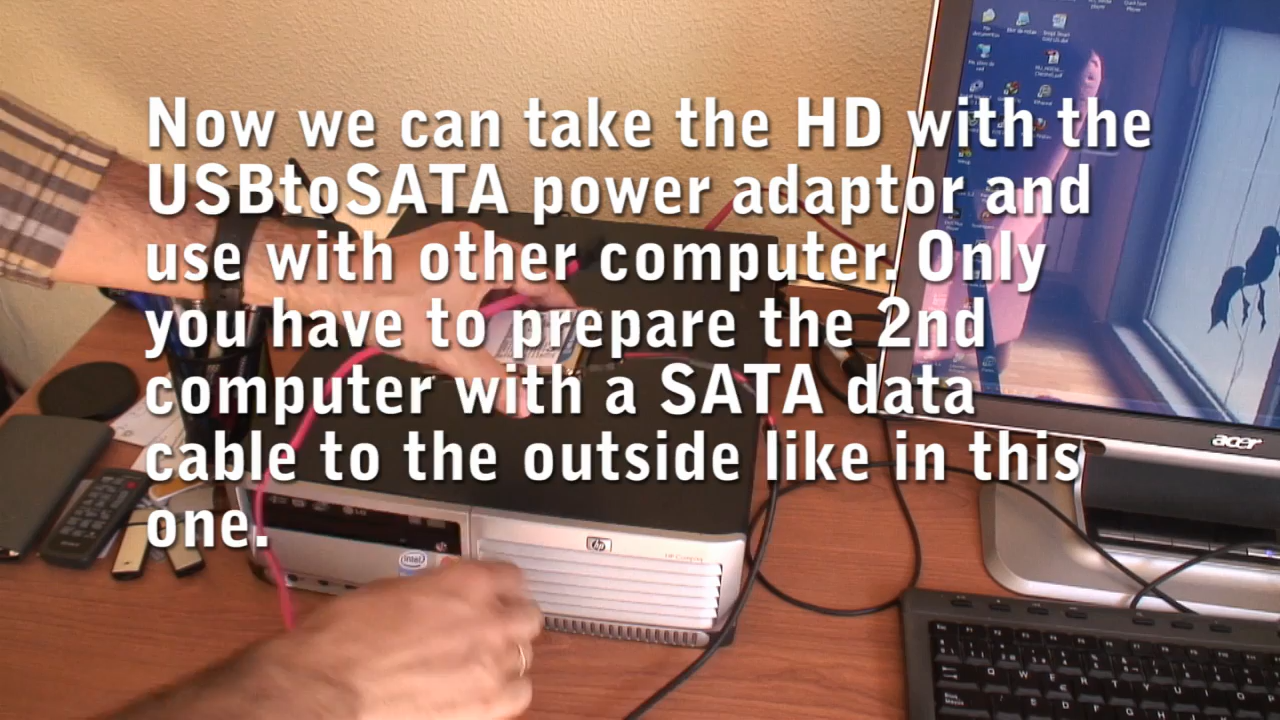 Now we can take the HD with the
USBtoSATA power adaptor and
use with other computer. Only
you have to prepare the 2nd
computer with a SATA data
cable to the outside like in this
one.
acer
hp
intel